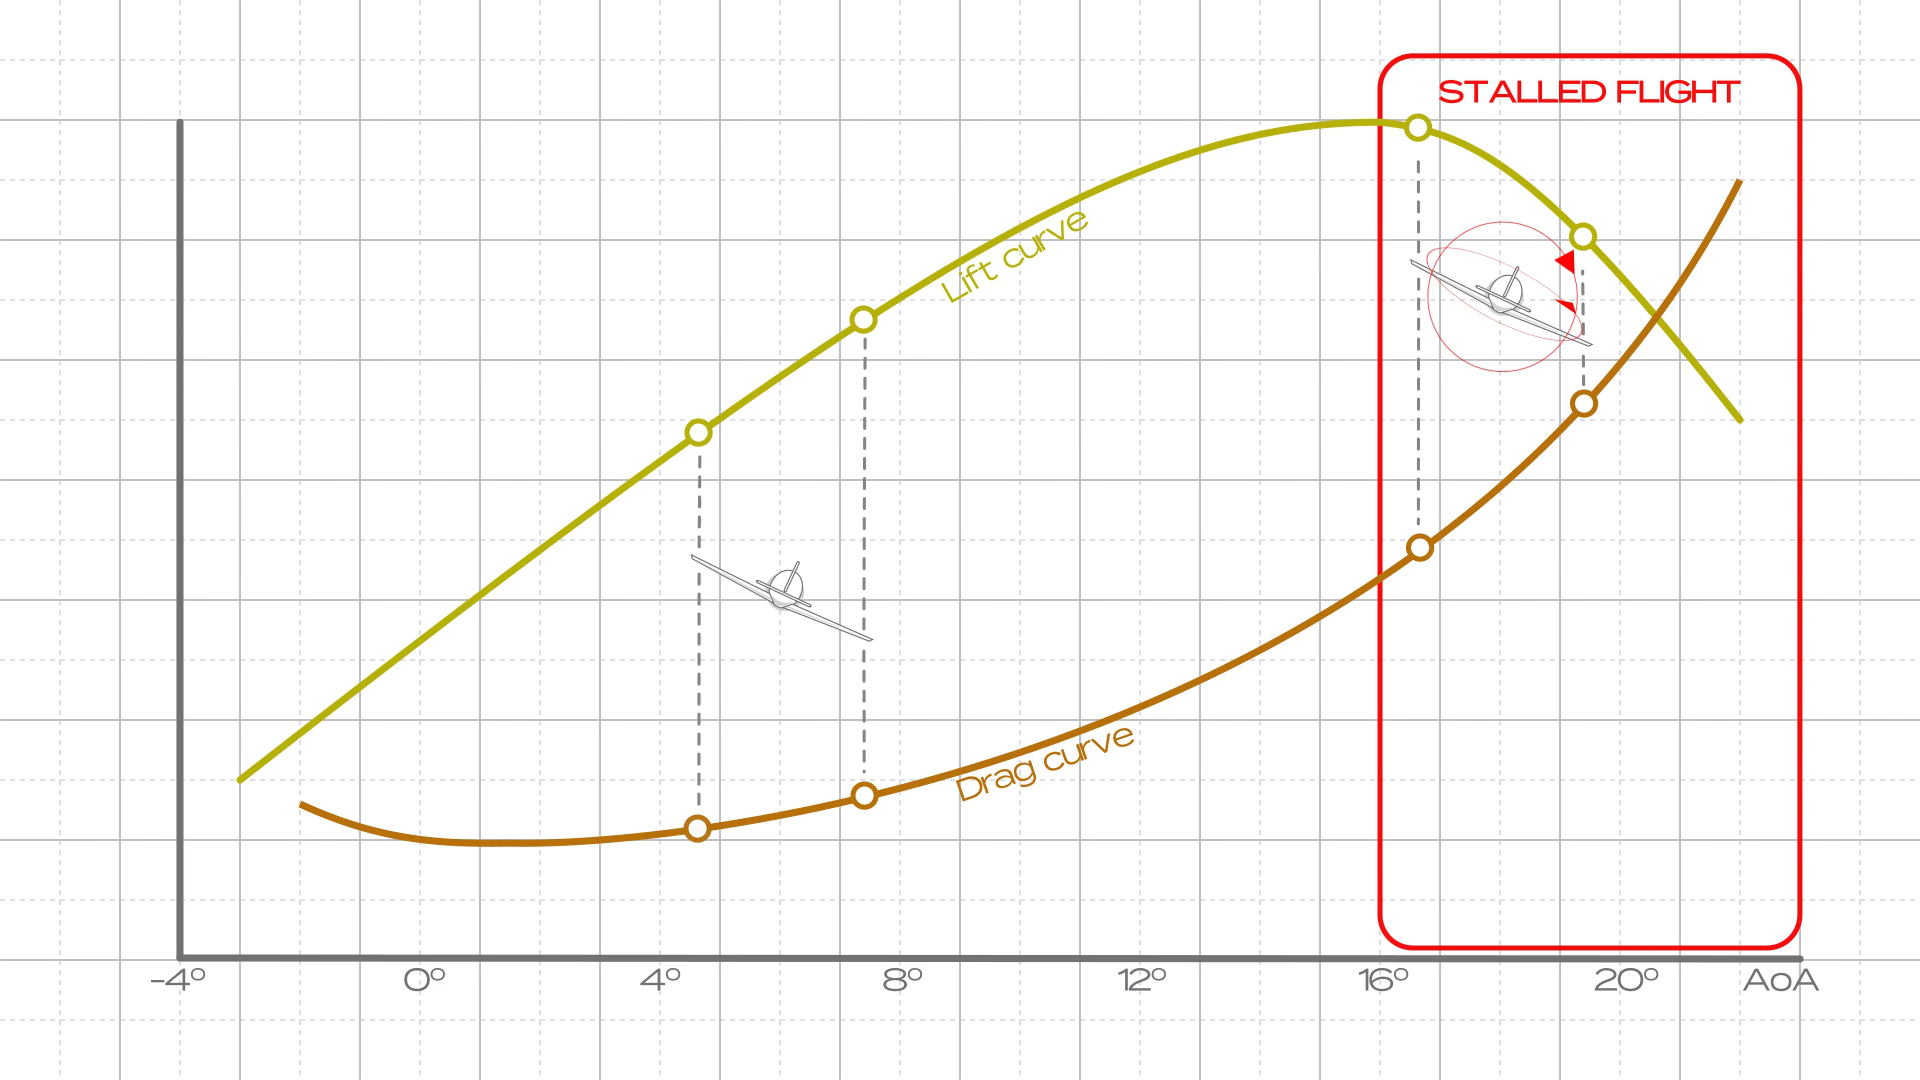 STALLED FLIGHT
Lift curve
Drag curve
-4º
0º
4º
8º
12º
16º
20º
AoA